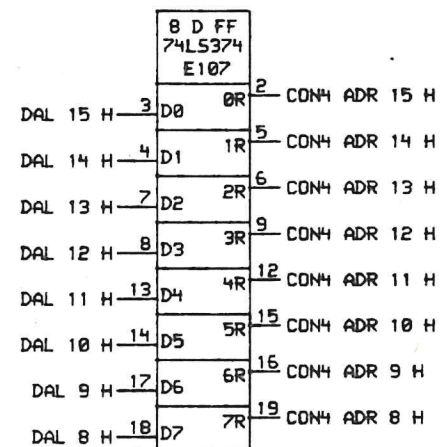 8 D FF
74LS374
E107
0R 2 CON4 ADR 15 H
DAL 15 H 3 D0
1R 5 CON4 ADR 14 H
DAL 14 H 4 D1
2R 6 CON4 ADR 13 H
DAL 13 H 7 D2
3R 9 CON4 ADR 12 H
DAL 12 H 8 D3
4R 12 CON4 ADR 11 H
DAL 11 H 13 D4
5R 15 CON4 ADR 10 H
DAL 10 H 14 D5
6R 16 CON4 ADR 9 H
DAL 9 H 17 D6
7R 19 CON4 ADR 8 H
DAL 8 H 18 D7